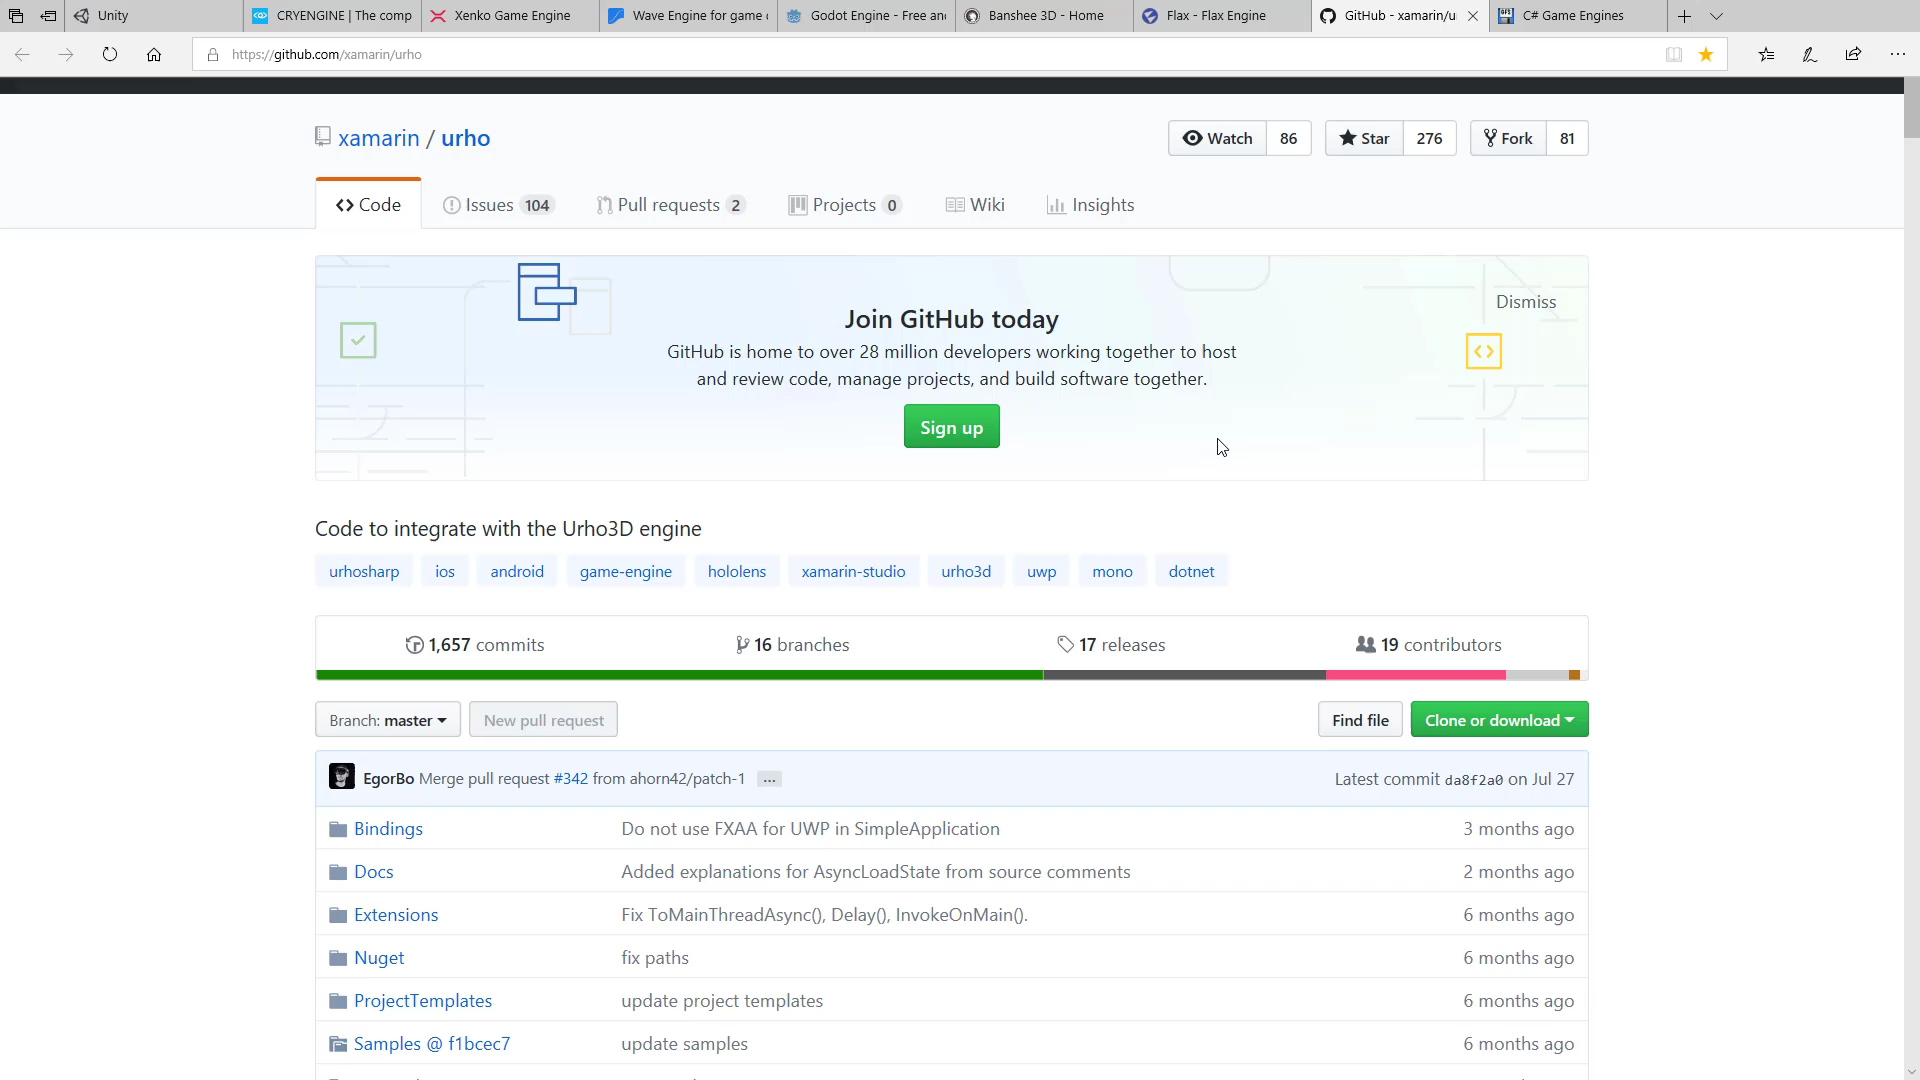 Unity
CRYENGINE | The comp
Xenko Game Engine
Wave Engine for game
Godot Engine - Free an
Banshee 3D - Home
Flax - Flax Engine
GitHub - xamarin/u
C# Game Engines
https://github.com/xamarin/urho
xamarin / urho
Watch 86
Star 276
Fork 81
Code
Issues 104
Pull requests 2
Projects 0
Wiki
Insights
Dismiss
Join GitHub today
GitHub is home to over 28 million developers working together to host
and review code, manage projects, and build software together.
Sign up
Code to integrate with the Urho3D engine
urhosharp ios android game-engine hololens xamarin-studio urho3d uwp mono dotnet
1,657 commits 16 branches 17 releases 19 contributors
Branch: master New pull request Find file Clone or download
EgorBo Merge pull request #342 from ahorn42/patch-1 ... Latest commit da8f2a0 on Jul 27
Bindings Do not use FXAA for UWP in SimpleApplication 3 months ago
Docs Added explanations for AsyncLoadState from source comments 2 months ago
Extensions Fix ToMainThreadAsync(), Delay(), InvokeOnMain(). 6 months ago
Nuget fix paths 6 months ago
ProjectTemplates update project templates 6 months ago
Samples @ f1bcec7 update samples 6 months ago